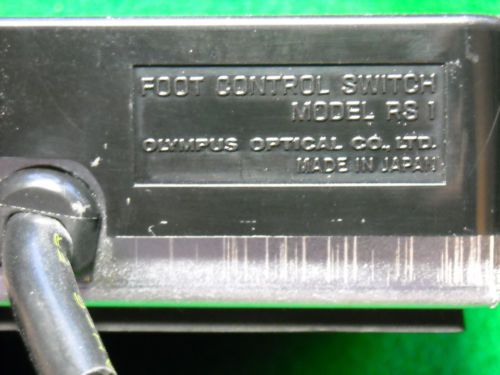 FOOT CONTROL SWITCH
MODEL RS 1
OLYMPUS OPTICAL CO., LTD.
MADE IN JAPAN